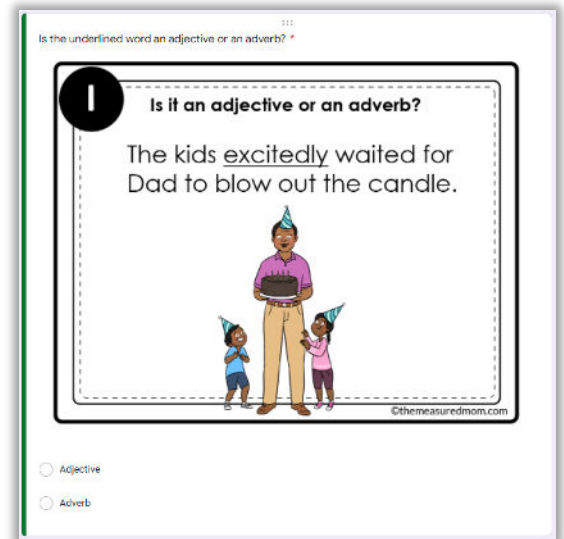 Is the underlined word an adjective or an adverb? *
1
Is it an adjective or an adverb?
The kids excitedly waited for
Dad to blow out the candle.
©themeasuredmom.com
Adjective
Adverb